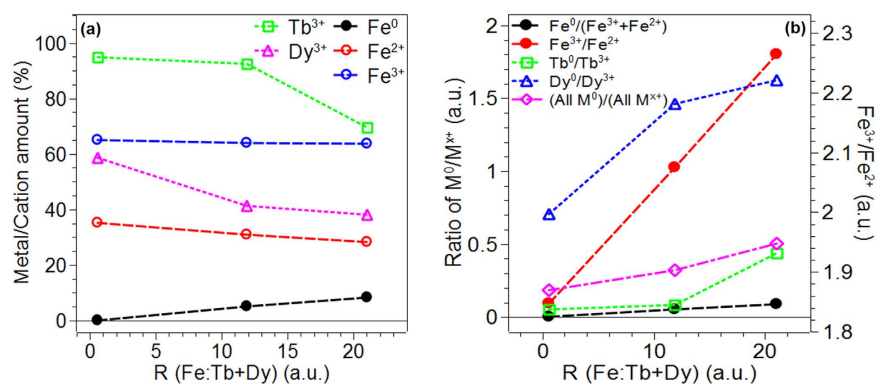 (a)
Tb³⁺
Fe⁰
Dy³⁺
Fe²⁺
Fe³⁺
Metal/Cation amount (%)
100
80
60
40
20
0
0
5
10
15
20
R (Fe:Tb+Dy) (a.u.)
(b)
Fe⁰/(Fe³⁺+Fe²⁺)
Fe³⁺/Fe²⁺
Tb⁰/Tb³⁺
Dy⁰/Dy³⁺
(All M⁰)/(All Mˣ⁺)
Ratio of M⁰/Mˣ⁺ (a.u.)
2
1.5
1
0.5
0
0
5
10
15
20
R (Fe:Tb+Dy) (a.u.)
2.3
2.2
2.1
2
1.9
1.8
Fe³⁺/Fe²⁺
(a.u.)